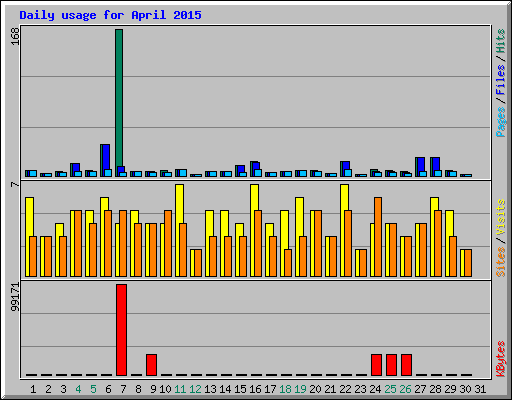 Daily usage for April 2015
168
Pages / Files / Hits
7
Sites / Visits
99171
KBytes
1 2 3 4 5 6 7 8 9 10 11 12 13 14 15 16 17 18 19 20 21 22 23 24 25 26 27 28 29 30 31